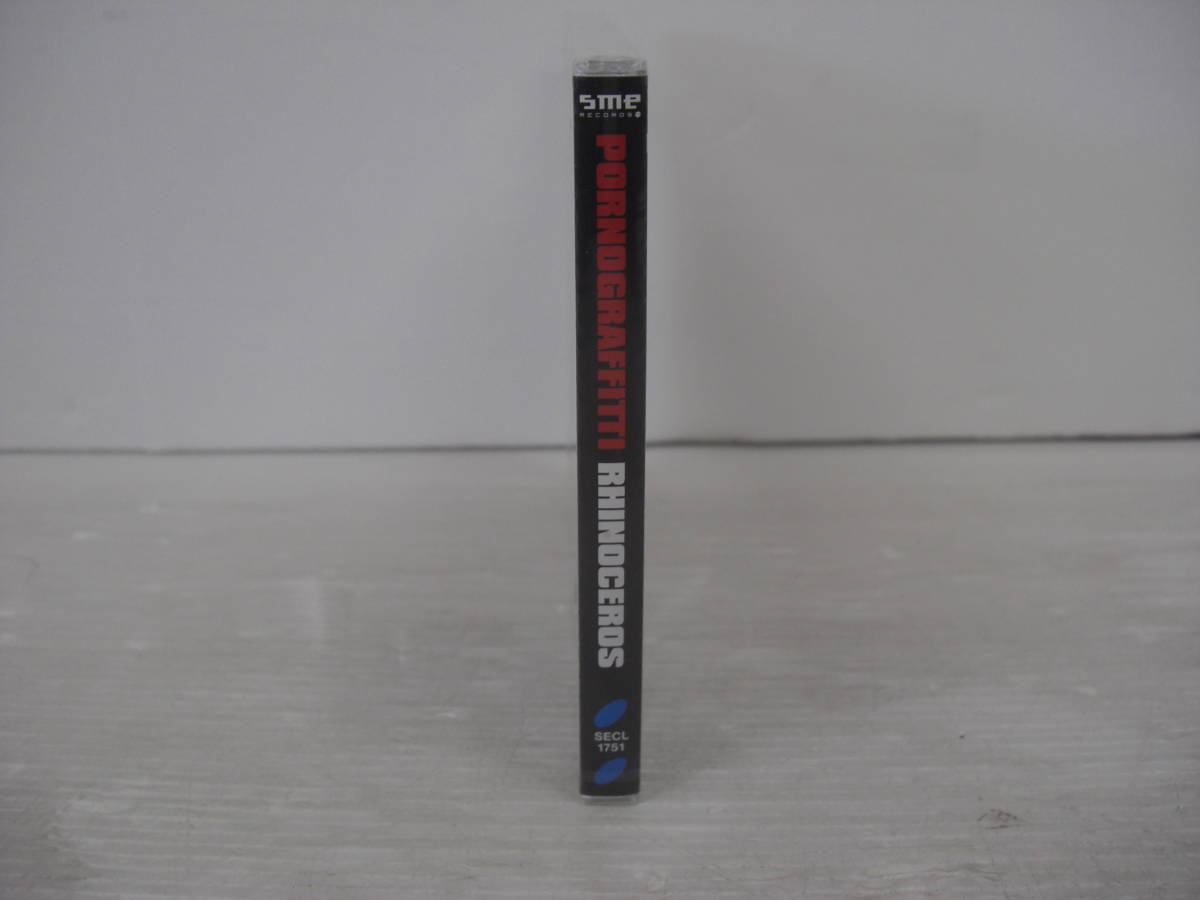 sme
RECORDS
PORNOGRAFFITTI RHINOCEROS
SECL
1751